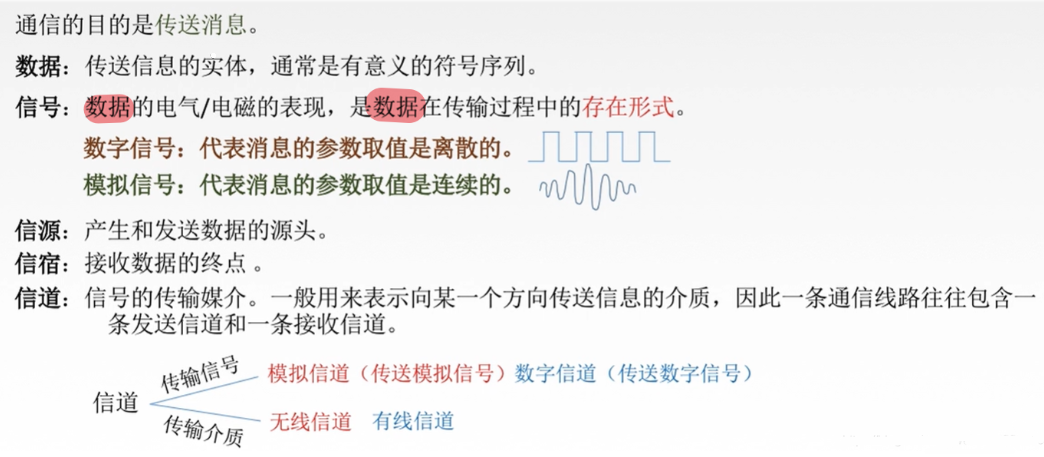 通信的目的是传送消息。
数据：传送信息的实体，通常是有意义的符号序列。
信号：数据的电气/电磁的表现，是数据在传输过程中的存在形式。
数字信号：代表消息的参数取值是离散的。
模拟信号：代表消息的参数取值是连续的。
信源：产生和发送数据的源头。
信宿：接收数据的终点 。
信道：信号的传输媒介。一般用来表示向某一个方向传送信息的介质，因此一条通信线路往往包含一
条发送信道和一条接收信道。
传输信号
模拟信道（传送模拟信号）数字信道（传送数字信号）
信道
传输介质
无线信道 有线信道